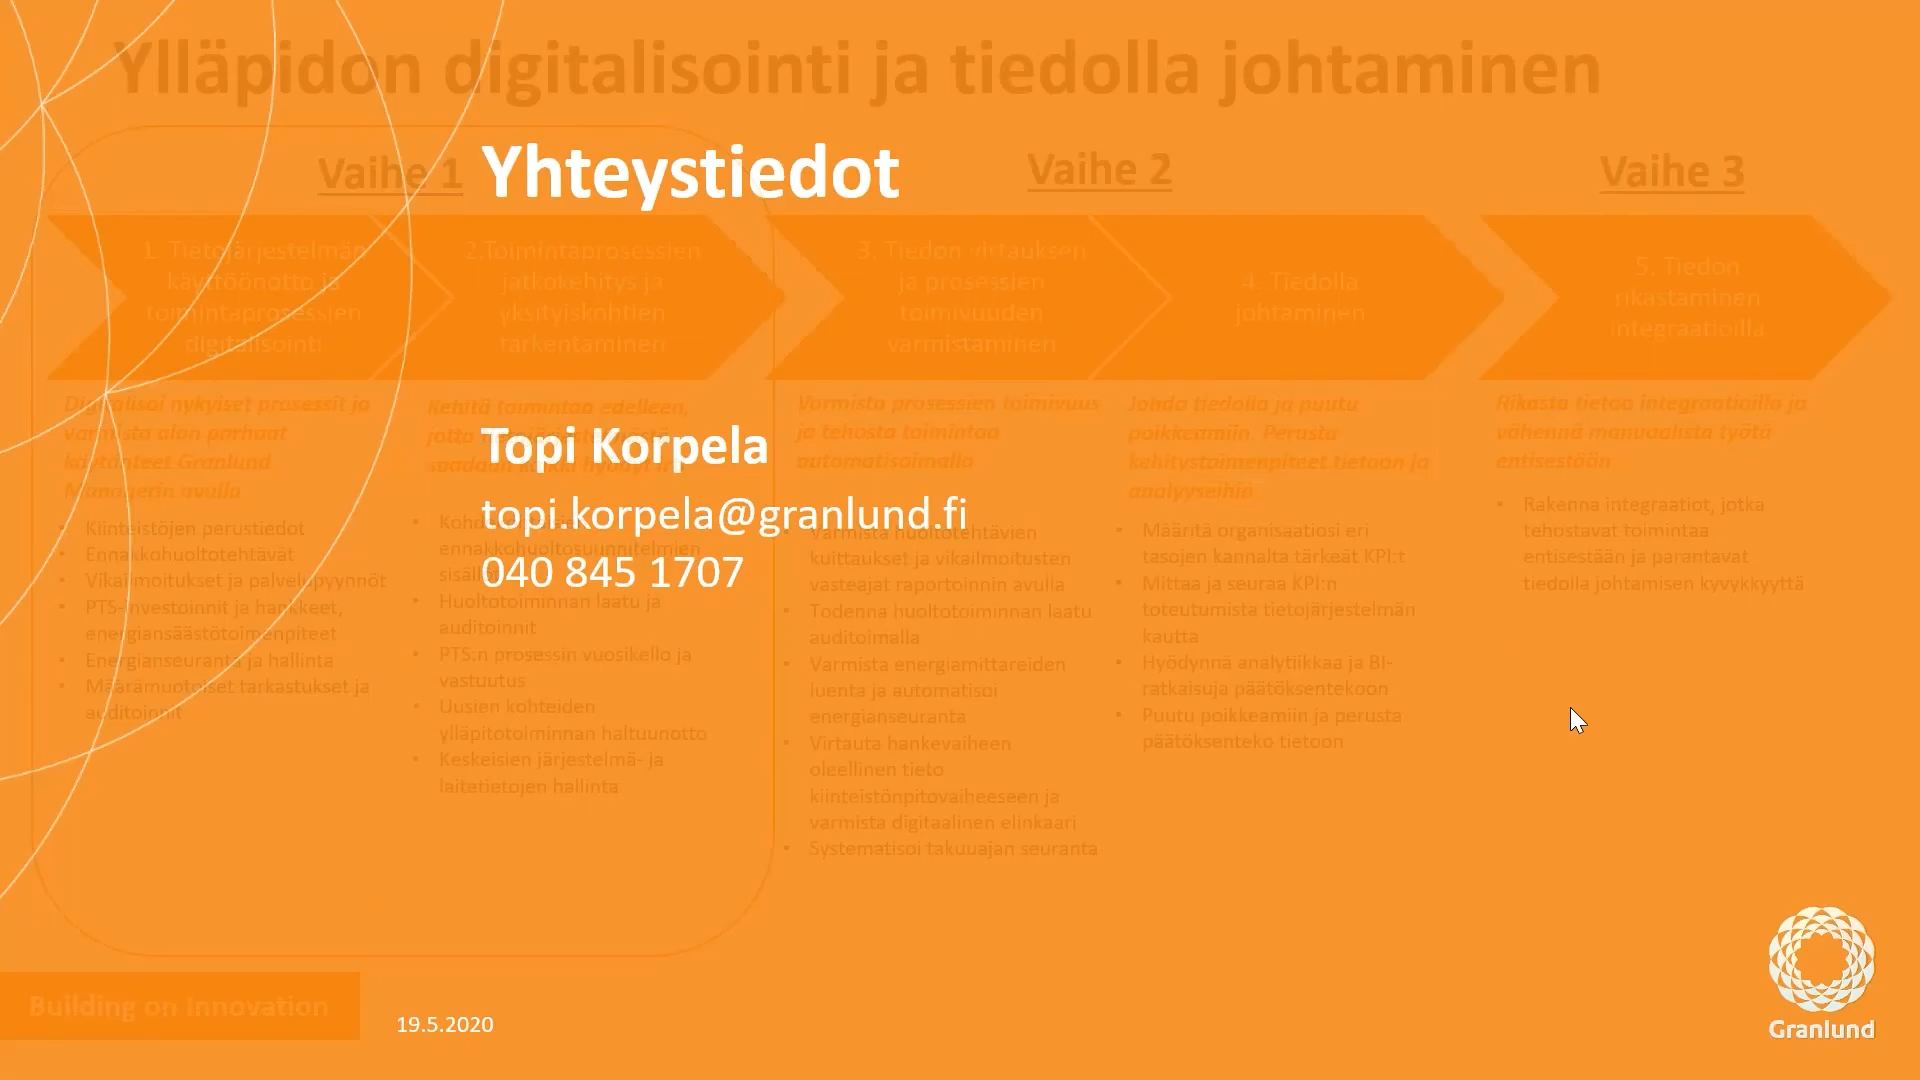 Ylläpidon digitalisointi ja tiedolla johtaminen
Yhteystiedot
Vaihe 1
Vaihe 2
Vaihe 3
1. Tietojärjestelmän
käyttöönotto ja
toimintaprosessien
digitalisointi
2.Toimintaprosessien
jatkokehitys ja
yksityiskohtien
tarkentaminen
3. Tiedon virtauksen
ja prosessien
toimivuuden
varmistaminen
4. Tiedolla
johtaminen
5. Tiedon
rikastaminen
integraatioilla
Digitalisoi nykyiset prosessit ja
varmista alan parhaat
käytänteet Granlund
Managerin avulla
• Kiinteistöjen perustiedot
• Ennakkohuoltotehtävät
• Vikailmoitukset ja palvelupyynnöt
• PTS-investoinnit ja hankkeet,
energiansäästötoimenpiteet
• Energianseuranta ja hallinta
• Määrämuotoiset tarkastukset ja
auditoinnit
Kehitä toimintaa edelleen,
jotta
saadaan
ennakkohuoltosuunnitelmien
• Huoltotoiminnan laatu ja
auditoinnit
• PTS:n prosessin vuosikello ja
vastuutus
• Uusien kohteiden
ylläpitotoiminnan haltuunotto
• Keskeisien järjestelmä- ja
laitetietojen hallinta
Varmista prosessien toimivuus
ja tehosta toimintaa
automatisoimalla
• Varmista huoltotehtävien
kuittaukset ja vikailmoitusten
vasteajat raportoinnin avulla
• Todenna huoltotoiminnan laatu
auditoimalla
• Varmista energiamittareiden
luenta ja automatisoi
energianseuranta
• Virtauta hankevaiheen
oleellinen tieto
kiinteistönpitovaiheeseen ja
varmista digitaalinen elinkaari
• Systematisoi takuuajan seuranta
Johda tiedolla ja puutu
poikkeamiin. Perusta
kehitystoimenpiteet tietoon ja
analyyseihin
• Määritä organisaatiosi eri
tasojen kannalta tärkeät KPI:t
• Mittaa ja seuraa KPI:n
toteutumista tietojärjestelmän
kautta
• Hyödynnä analytiikkaa ja BI-
ratkaisuja päätöksentekoon
• Puutu poikkeamiin ja perusta
päätöksenteko tietoon
Rikasta tietoa integraatioilla ja
vähennä manuaalista työtä
entisestään
• Rakenna integraatiot, jotka
tehostavat toimintaa
entisestään ja parantavat
tiedolla johtamisen kyvykkyyttä
Topi Korpela
topi.korpela@granlund.fi
040 845 1707
Building on Innovation
19.5.2020
Granlund